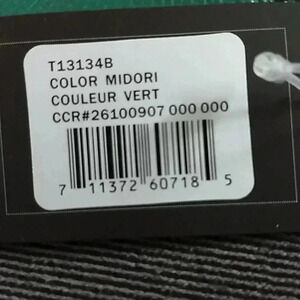 T13134B
COLOR MIDORI
COULEUR VERT
CCR#26100907 000 000
7 11372 60718 5